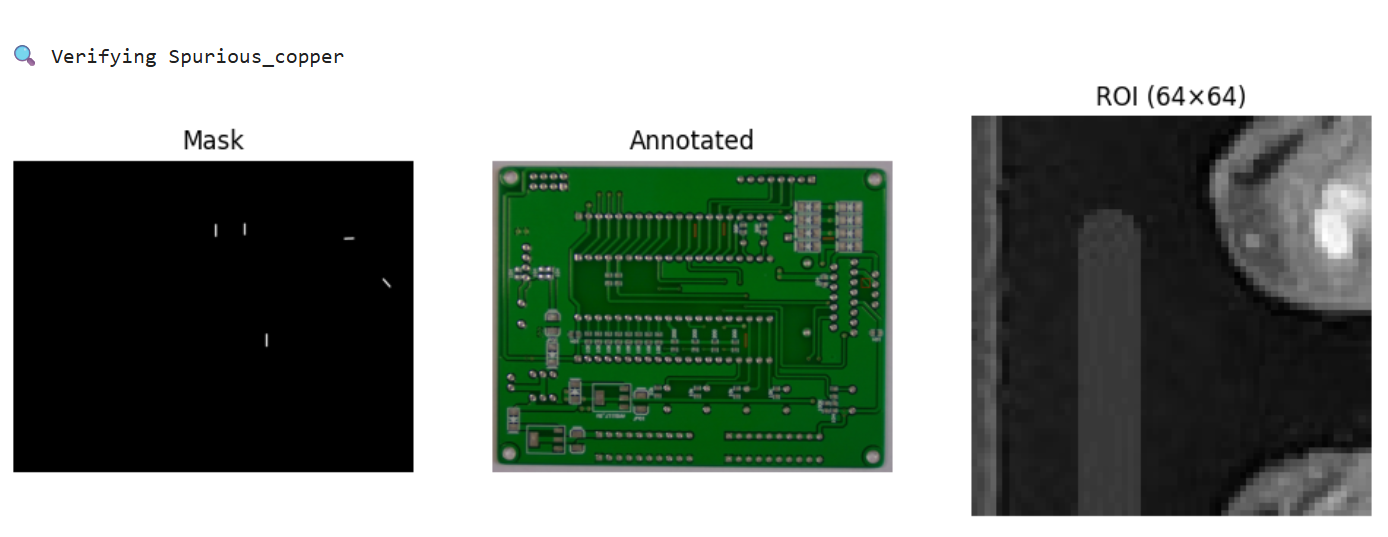 🔍 Verifying Spurious_copper
Mask
Annotated
ROI (64×64)